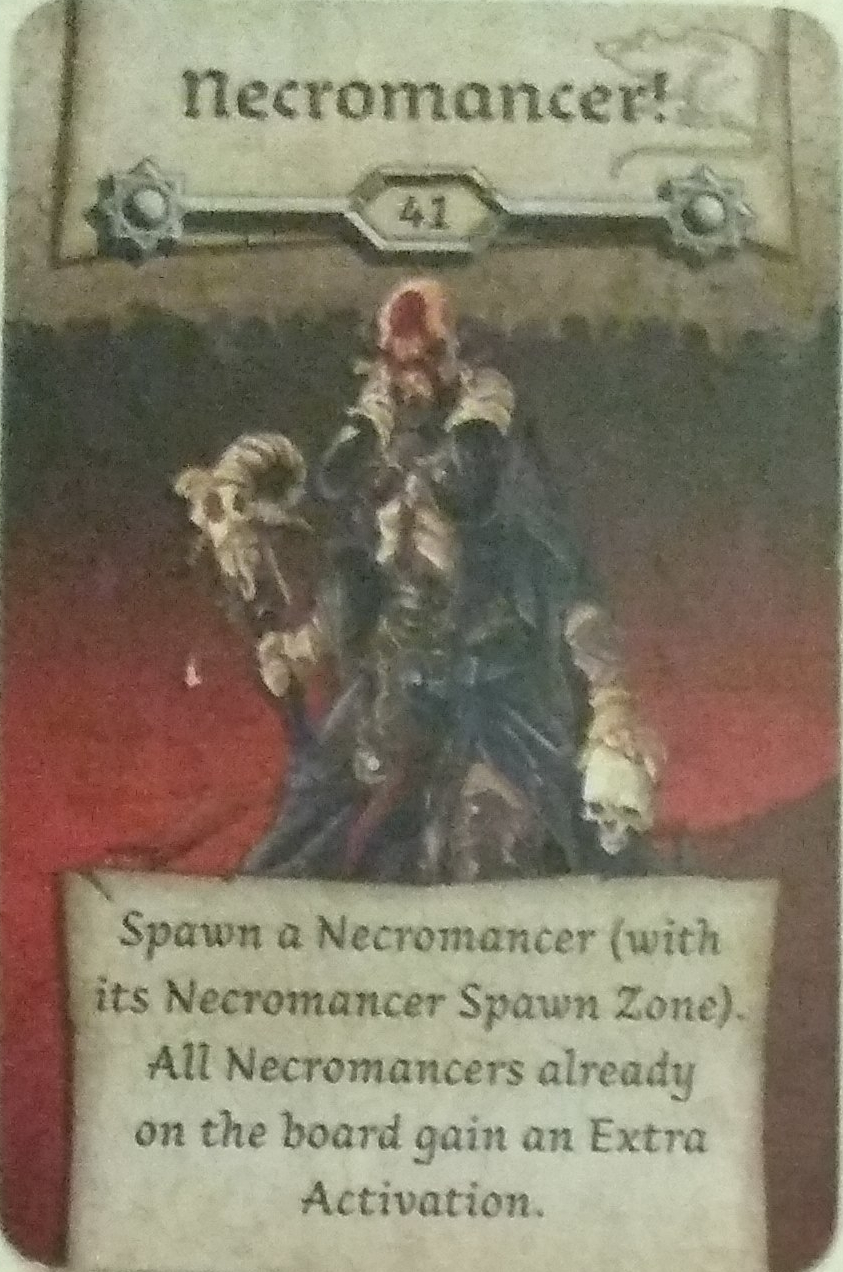 Necromancer!
41
Spawn a Necromancer (with
its Necromancer Spawn Zone).
All Necromancers already
on the board gain an Extra
Activation.